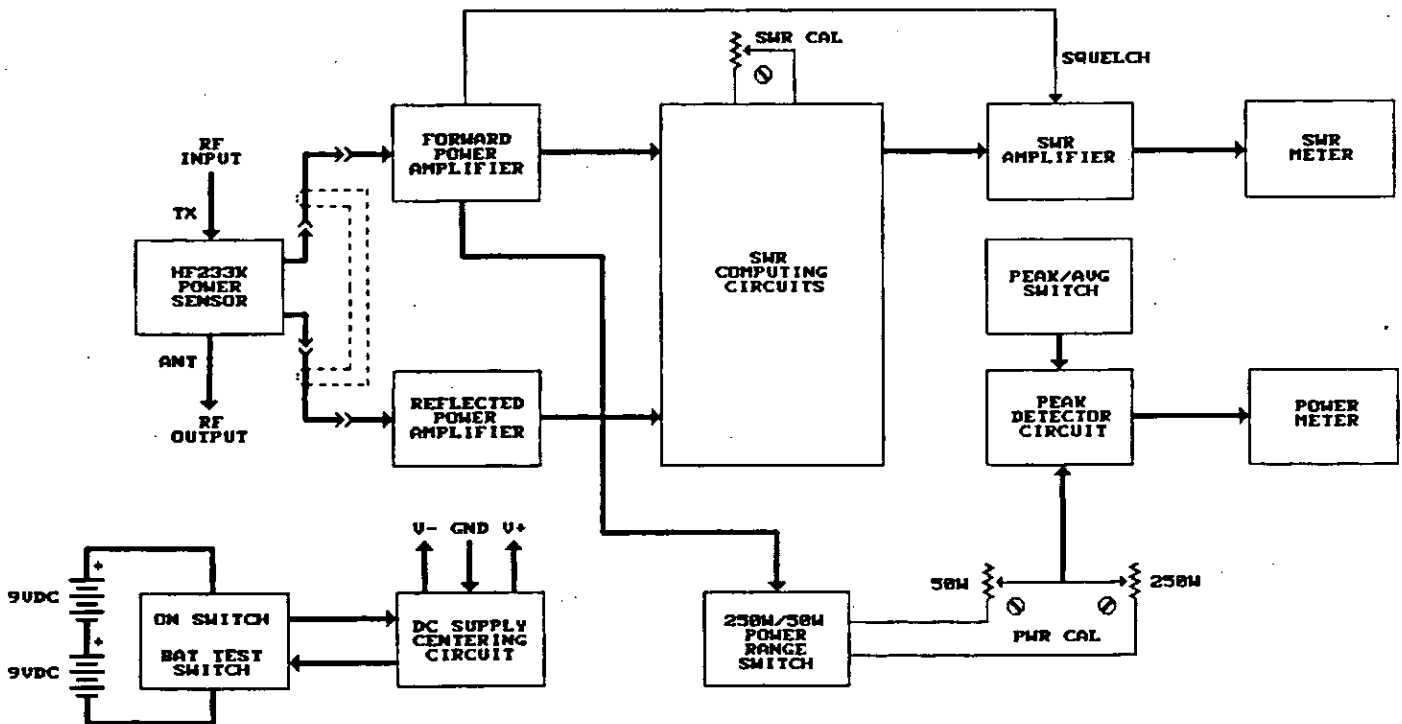 SWR CAL
SQUELCH
RF
INPUT
TX
FORWARD
POWER
AMPLIFIER
SWR
AMPLIFIER
SWR
METER
HF233K
POWER
SENSOR
SWR
COMPUTING
CIRCUITS
PEAK/AVG
SWITCH
ANT
RF
OUTPUT
REFLECTED
POWER
AMPLIFIER
PEAK
DETECTOR
CIRCUIT
POWER
METER
V- GND V+
+
9VDC
+
9VDC
ON SWITCH
BAT TEST
SWITCH
DC SUPPLY
CENTERING
CIRCUIT
250W/50W
POWER
RANGE
SWITCH
50W
250W
PWR CAL